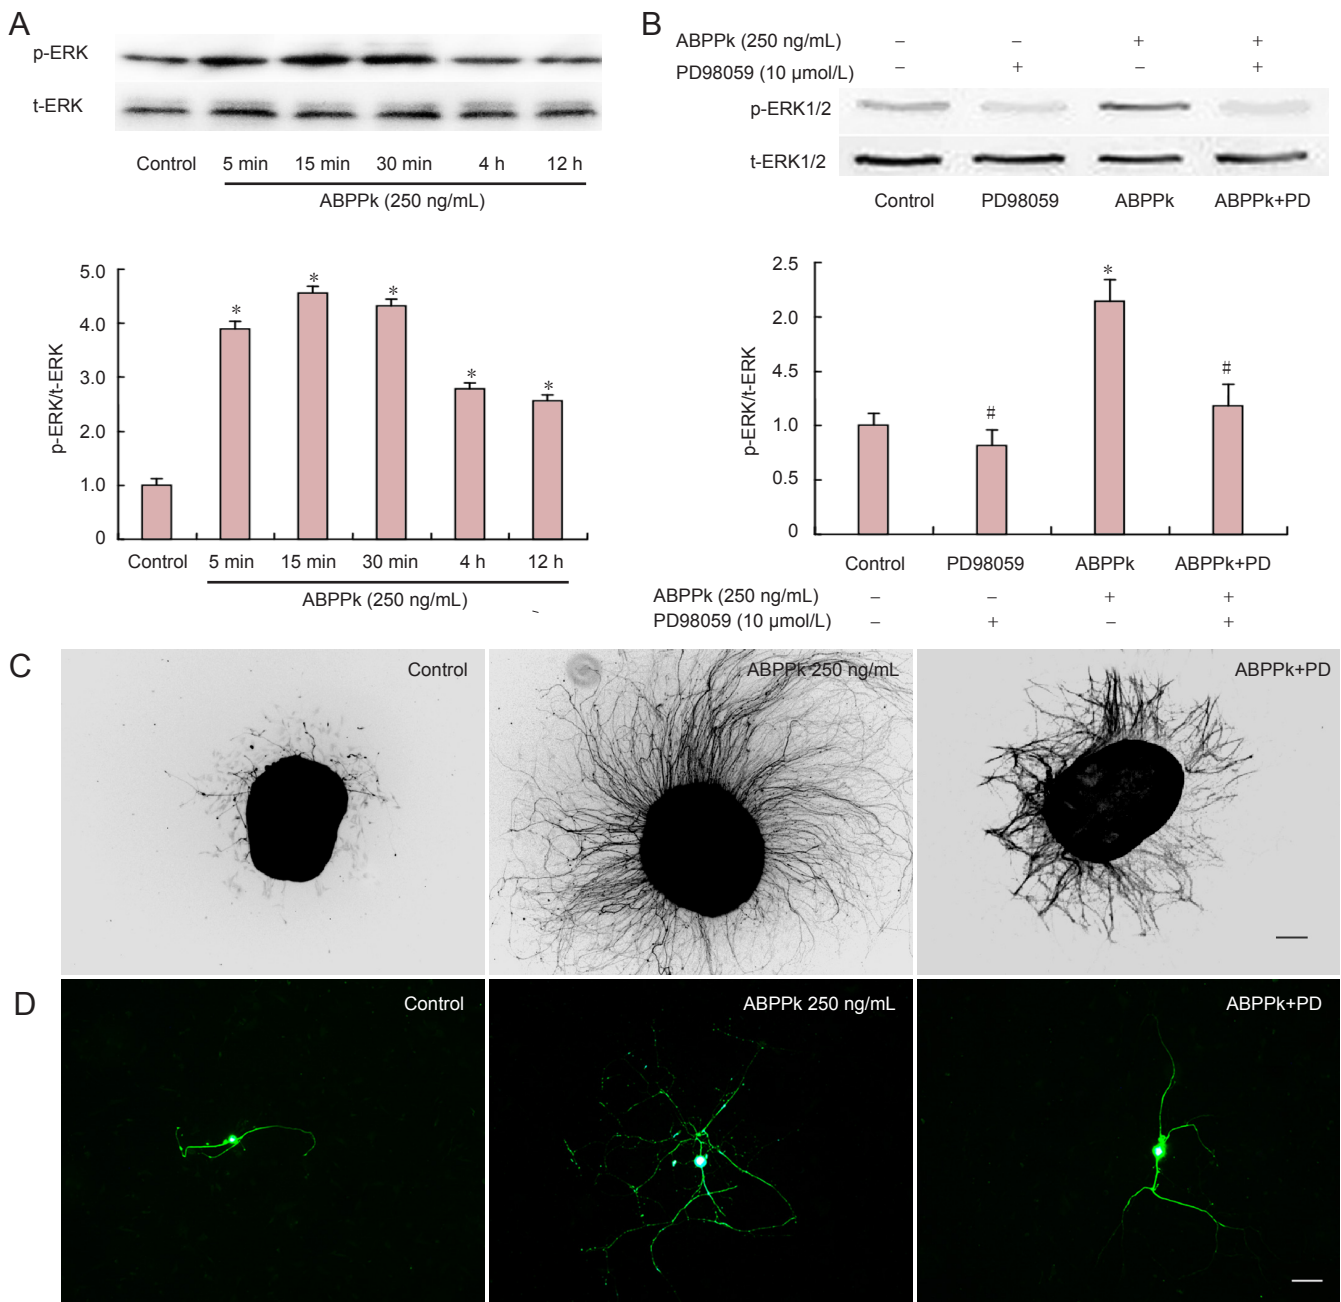 A
p-ERK
t-ERK
Control 5 min 15 min 30 min 4 h 12 h
ABPPk (250 ng/mL)
5.0
4.0
3.0
2.0
1.0
0
p-ERK/t-ERK
* * * * *
Control 5 min 15 min 30 min 4 h 12 h
ABPPk (250 ng/mL)
B
ABPPk (250 ng/mL) – – + +
PD98059 (10 µmol/L) – + – +
p-ERK1/2
t-ERK1/2
Control PD98059 ABPPk ABPPk+PD
2.5
2.0
4.5
1.0
0.5
0
p-ERK/t-ERK
# * #
Control PD98059 ABPPk ABPPk+PD
ABPPk (250 ng/mL) – – + +
PD98059 (10 µmol/L) – + – +
C
Control ABPPk 250 ng/mL ABPPk+PD
D
Control ABPPk 250 ng/mL ABPPk+PD